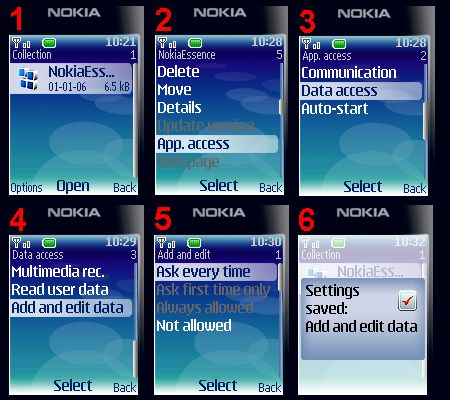 1
NOKIA
10:21
Collection 1
NokiaEss...
01-01-06 6.5 kB
Options Open Back
2
NOKIA
10:28
NokiaEssence 5
Delete
Move
Details
Update version
App. access
Web page
Select Back
3
NOKIA
10:28
App. access 2
Communication
Data access
Auto-start
Select Back
4
NOKIA
10:29
Data access 3
Multimedia rec.
Read user data
Add and edit data
Select Back
5
NOKIA
10:30
Add and edit 1
Ask every time
Ask first time only
Always allowed
Not allowed
Select Back
6
NOKIA
10:32
Collection 1
NokiaEss...
Settings
saved:
Add and edit data